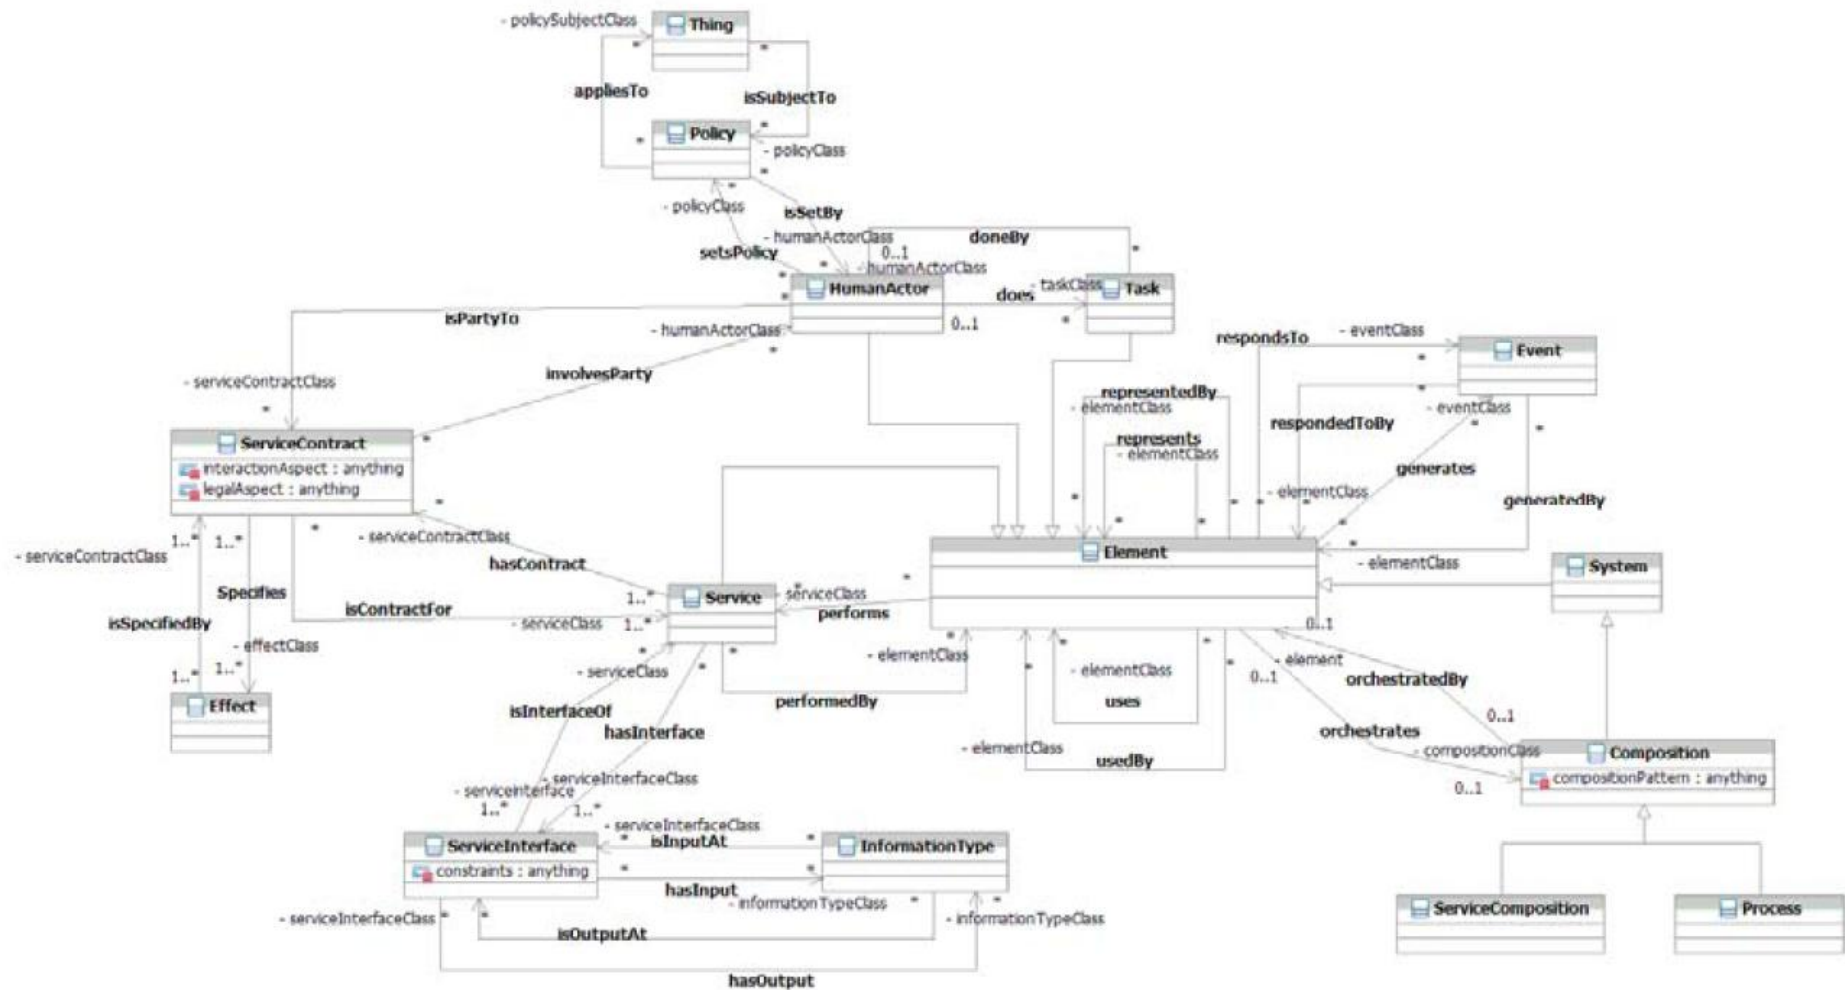 - policySubjectClass
Thing
*
*
appliesTo
isSubjectTo
*
Policy
*
- policyClass
*
*
- policyClass
isSetBy
- humanActorClass
doneBy
*
setsPolicy
0..1
*
- humanActorClass
*
HumanActor
- taskClass
Task
*
does
isPartyTo
0..1
*
- humanActorClass
*
respondsTo
- eventClass
Event
*
involvesParty
- serviceContractClass
*
representedBy
*
- elementClass
- eventClass
respondedToBy
*
*
ServiceContract
*
represents
- elementClass
interactionAspect : anything
generates
legalAspect : anything
- elementClass
generatedBy
*
*
*
*
*
*
*
*
*
- serviceContractClass
1..*
1..*
- serviceContractClass
Element
*
- elementClass
hasContract
System
Specifies
*
*
- serviceClass
1..*
Service
isContractFor
performs
isSpecifiedBy
- serviceClass
1..*
0..1
- effectClass
*
*
*
- elementClass
*
*
*
*
- element
1..*
1..*
- serviceClass
- elementClass
0..1
orchestratedBy
Effect
performedBy
uses
isInterfaceOf
0..1
hasInterface
orchestrates
- elementClass
- compositionClass
Composition
usedBy
- serviceInterfaceClass
compositionPattern : anything
- serviceinterface
0..1
1..*
1..*
- serviceInterfaceClass
*
isInputAt
*
ServiceInterface
InformationType
constraints : anything
*
*
hasInput
- informationTypeClass
*
*
- serviceInterfaceClass
*
*
- informationTypeClass
ServiceComposition
Process
isOutputAt
hasOutput